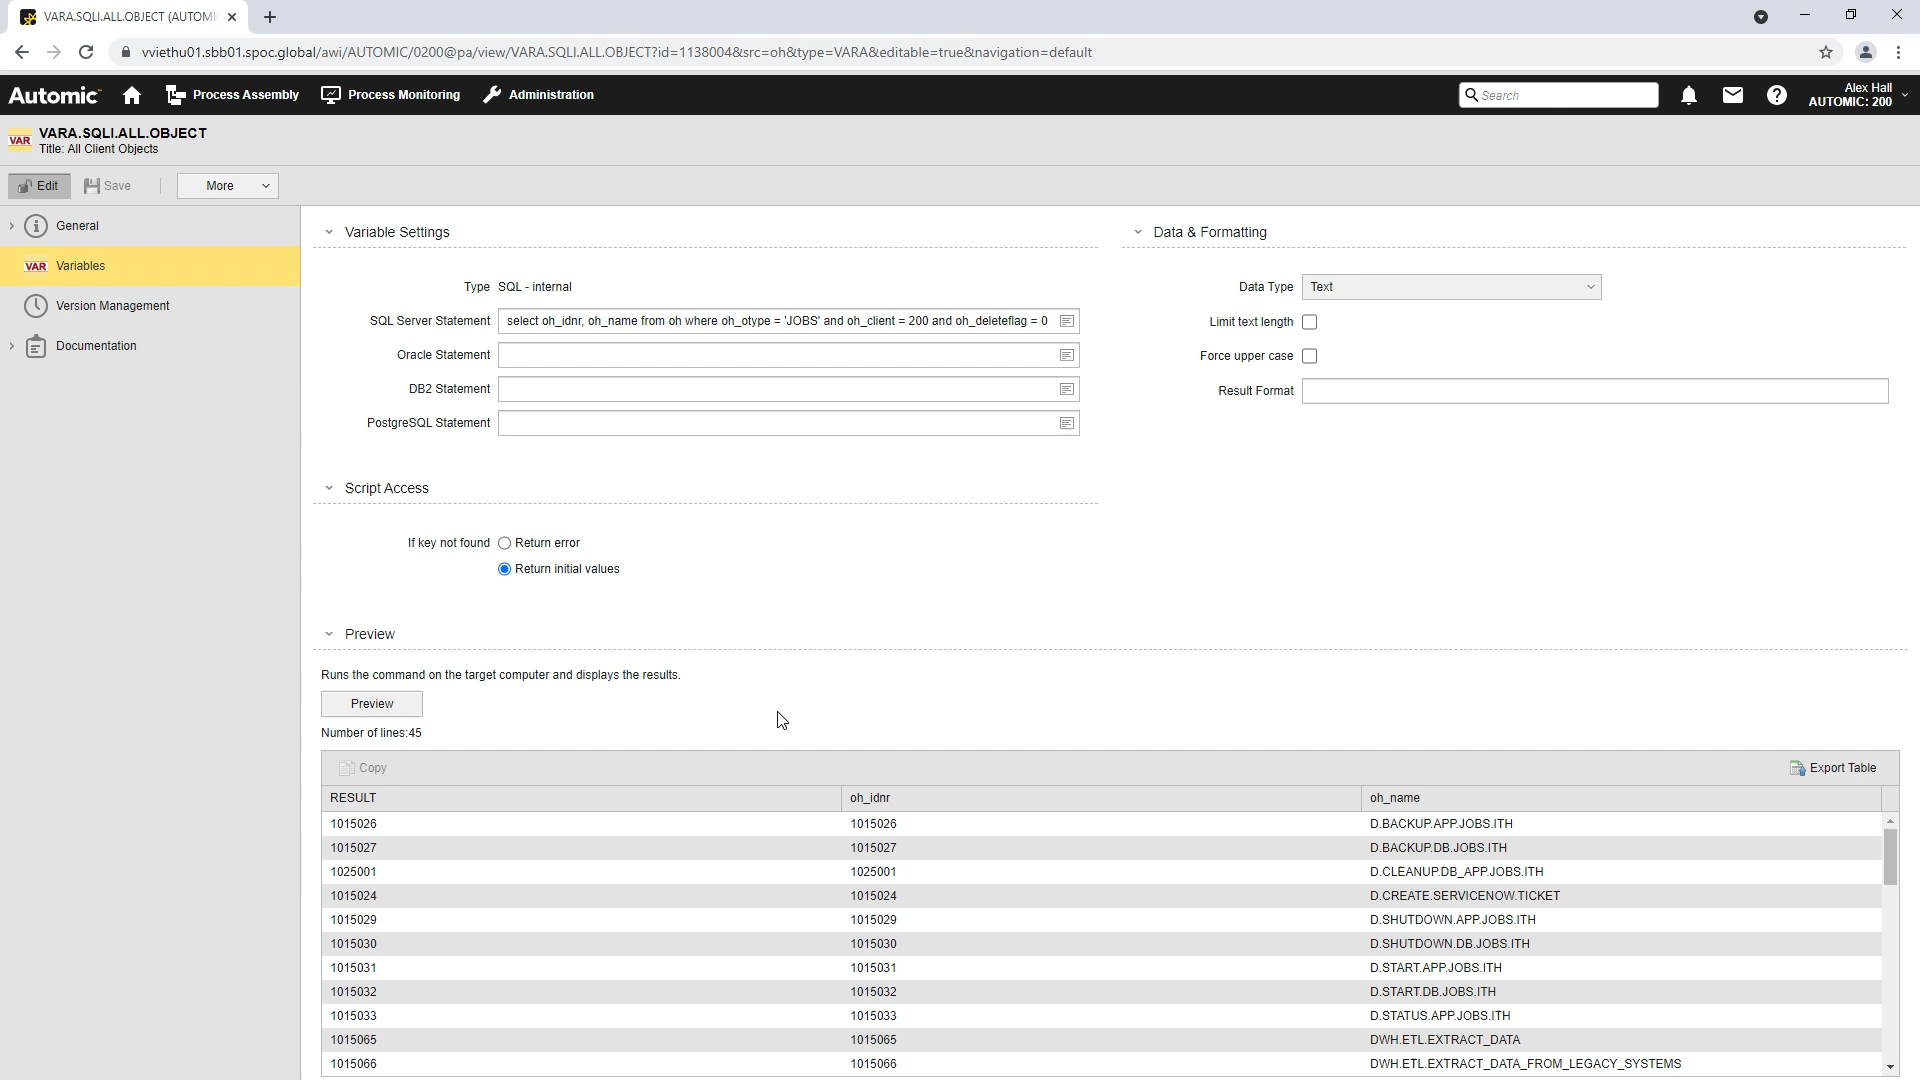 VARA.SQLI.ALL.OBJECT (AUTOMI
vviethu01.sbb01.spoc.global/awi/AUTOMIC/0200@pa/view/VARA.SQLI.ALL.OBJECT?id=1138004&src=oh&type=VARA&editable=true&navigation=default
Automic Process Assembly Process Monitoring Administration Search Alex Hall
AUTOMIC: 200
VAR VARA.SQLI.ALL.OBJECT
Title: All Client Objects
Edit Save More
General
VAR Variables
Version Management
Documentation
Variable Settings
Type SQL - internal
SQL Server Statement select oh_idnr, oh_name from oh where oh_otype = 'JOBS' and oh_client = 200 and oh_deleteflag = 0
Oracle Statement
DB2 Statement
PostgreSQL Statement
Data & Formatting
Data Type Text
Limit text length
Force upper case
Result Format
Script Access
If key not found Return error
Return initial values
Preview
Runs the command on the target computer and displays the results.
Preview
Number of lines:45
Copy Export Table
RESULT oh_idnr oh_name
1015026 1015026 D.BACKUP.APP.JOBS.ITH
1015027 1015027 D.BACKUP.DB.JOBS.ITH
1025001 1025001 D.CLEANUP.DB_APP.JOBS.ITH
1015024 1015024 D.CREATE.SERVICENOW.TICKET
1015029 1015029 D.SHUTDOWN.APP.JOBS.ITH
1015030 1015030 D.SHUTDOWN.DB.JOBS.ITH
1015031 1015031 D.START.APP.JOBS.ITH
1015032 1015032 D.START.DB.JOBS.ITH
1015033 1015033 D.STATUS.APP.JOBS.ITH
1015065 1015065 DWH.ETL.EXTRACT_DATA
1015066 1015066 DWH.ETL.EXTRACT_DATA_FROM_LEGACY_SYSTEMS